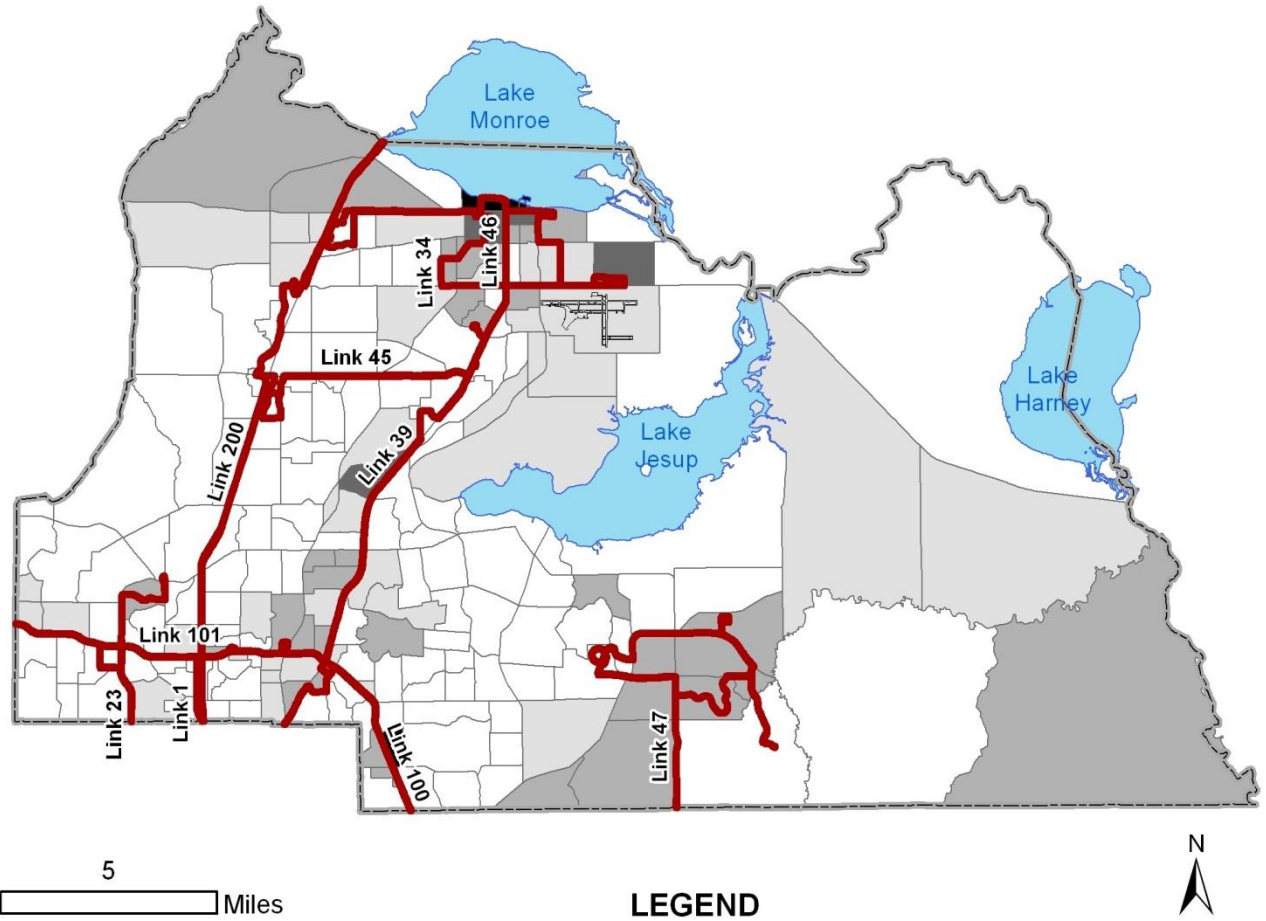 Lake
Monroe
Link 34
Link 46
Link 45
Lake
Harney
Lake
Jesup
Link 39
Link 200
Link 101
Link 23
Link 1
Link 100
Link 47
5
Miles
LEGEND
N